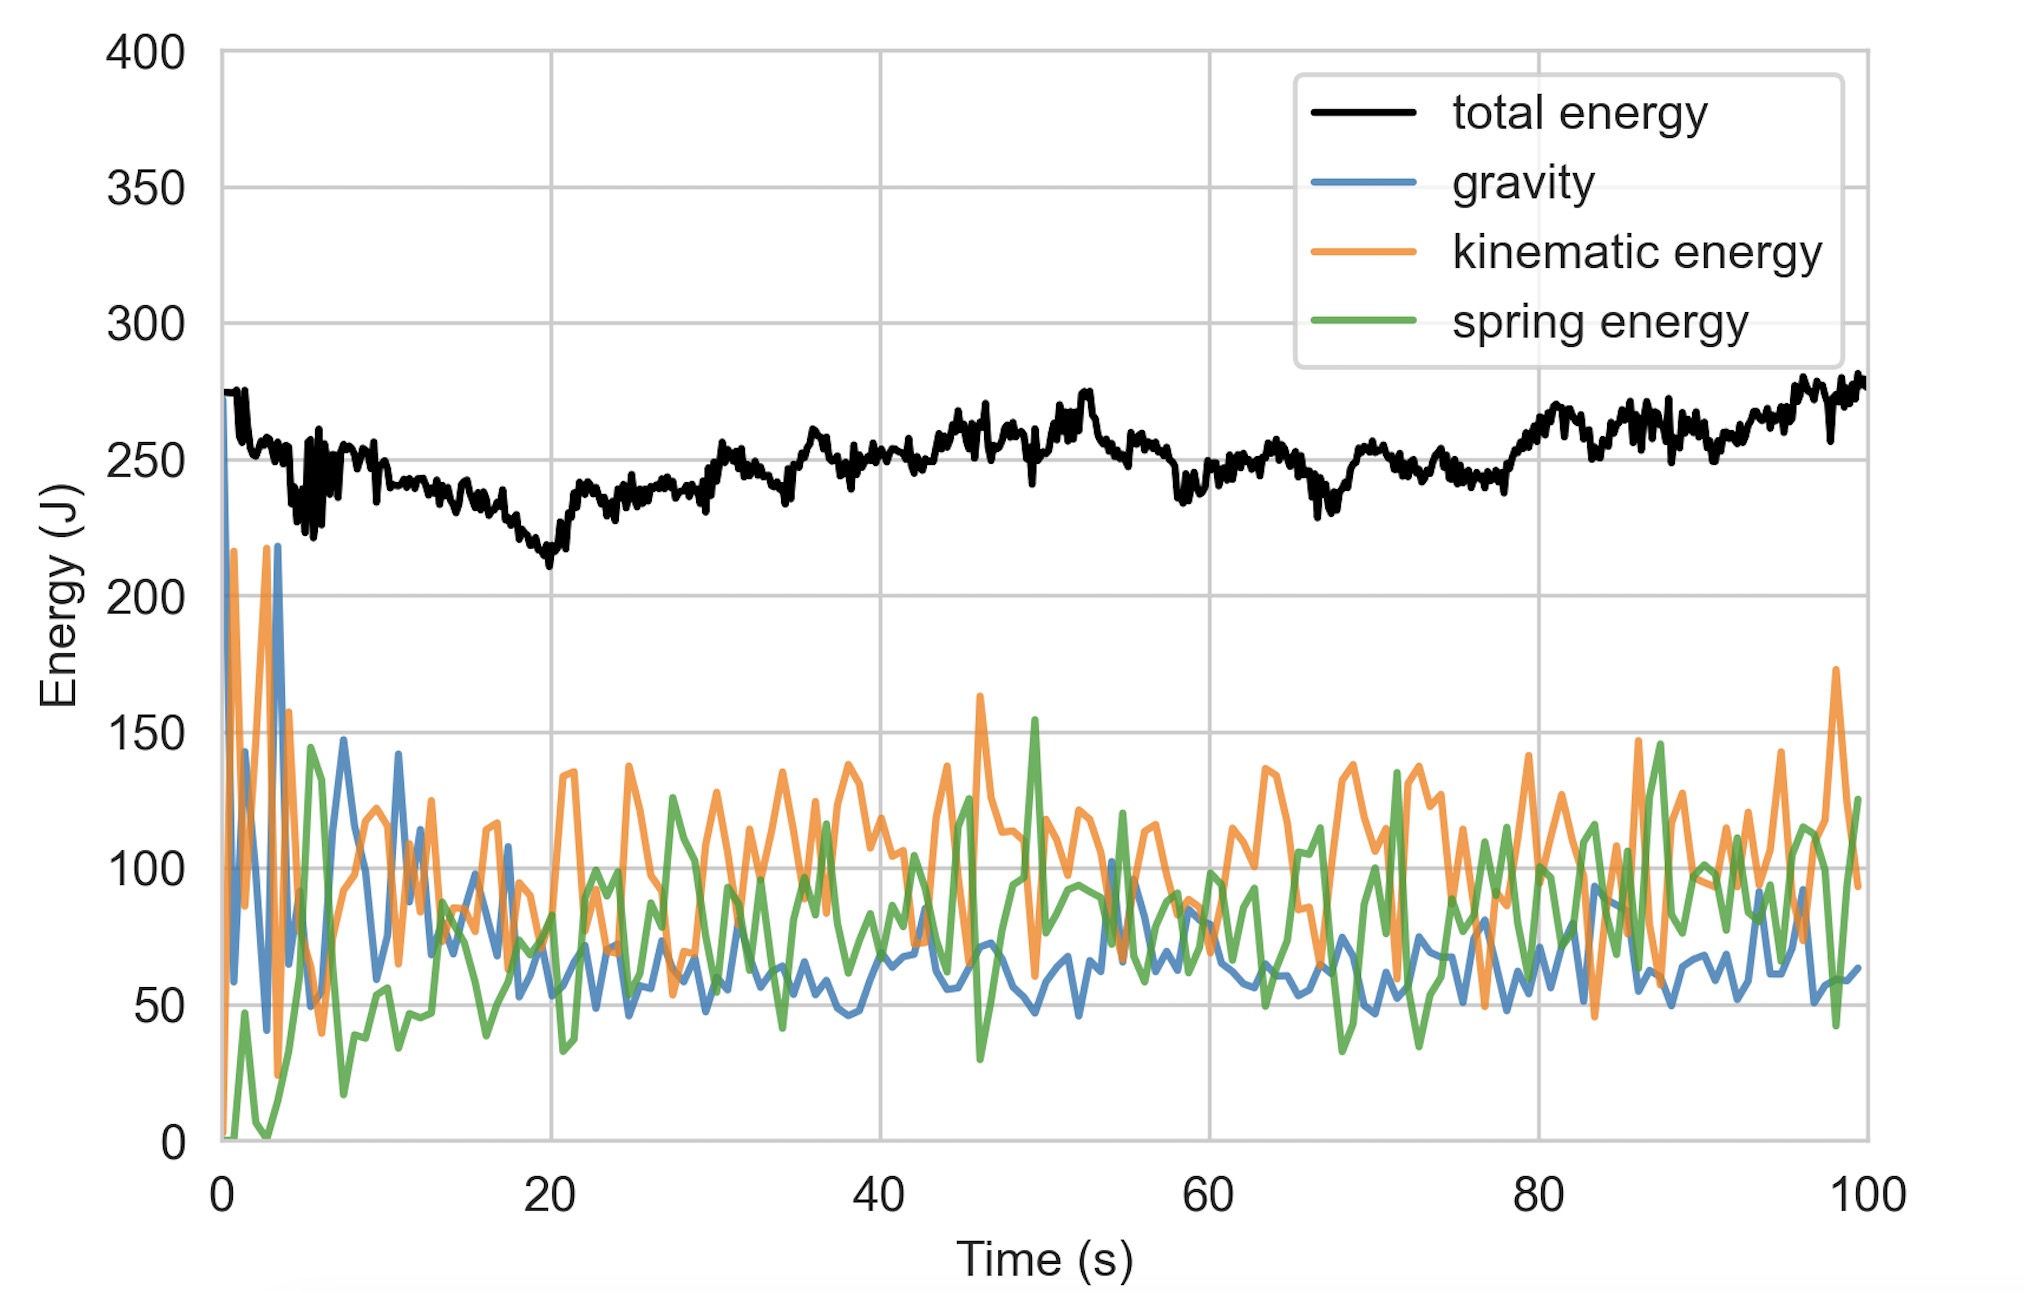 400
350
300
250
200
150
100
50
0
Energy (J)
total energy
gravity
kinematic energy
spring energy
0 20 40 60 80 100
Time (s)